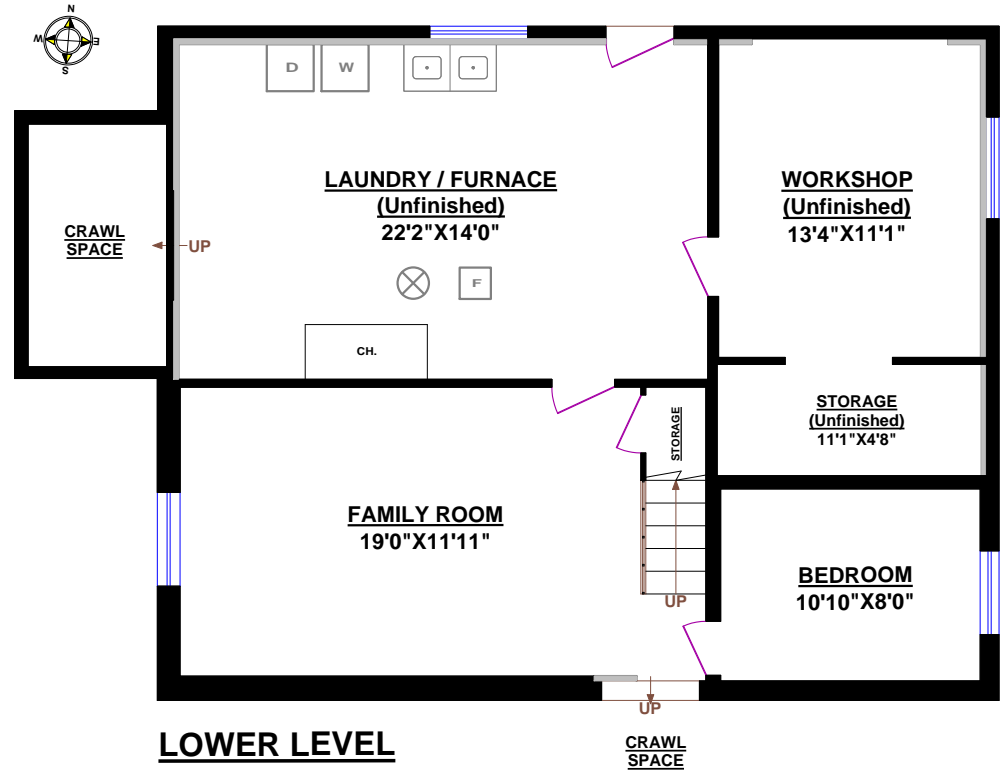 N
W
E
S
D
W
LAUNDRY / FURNACE
(Unfinished)
22'2"X14'0"
WORKSHOP
(Unfinished)
13'4"X11'1"
CRAWL
SPACE
UP
F
CH.
STORAGE
(Unfinished)
11'1"X4'8"
STORAGE
FAMILY ROOM
19'0"X11'11"
BEDROOM
10'10"X8'0"
UP
UP
LOWER LEVEL
CRAWL
SPACE